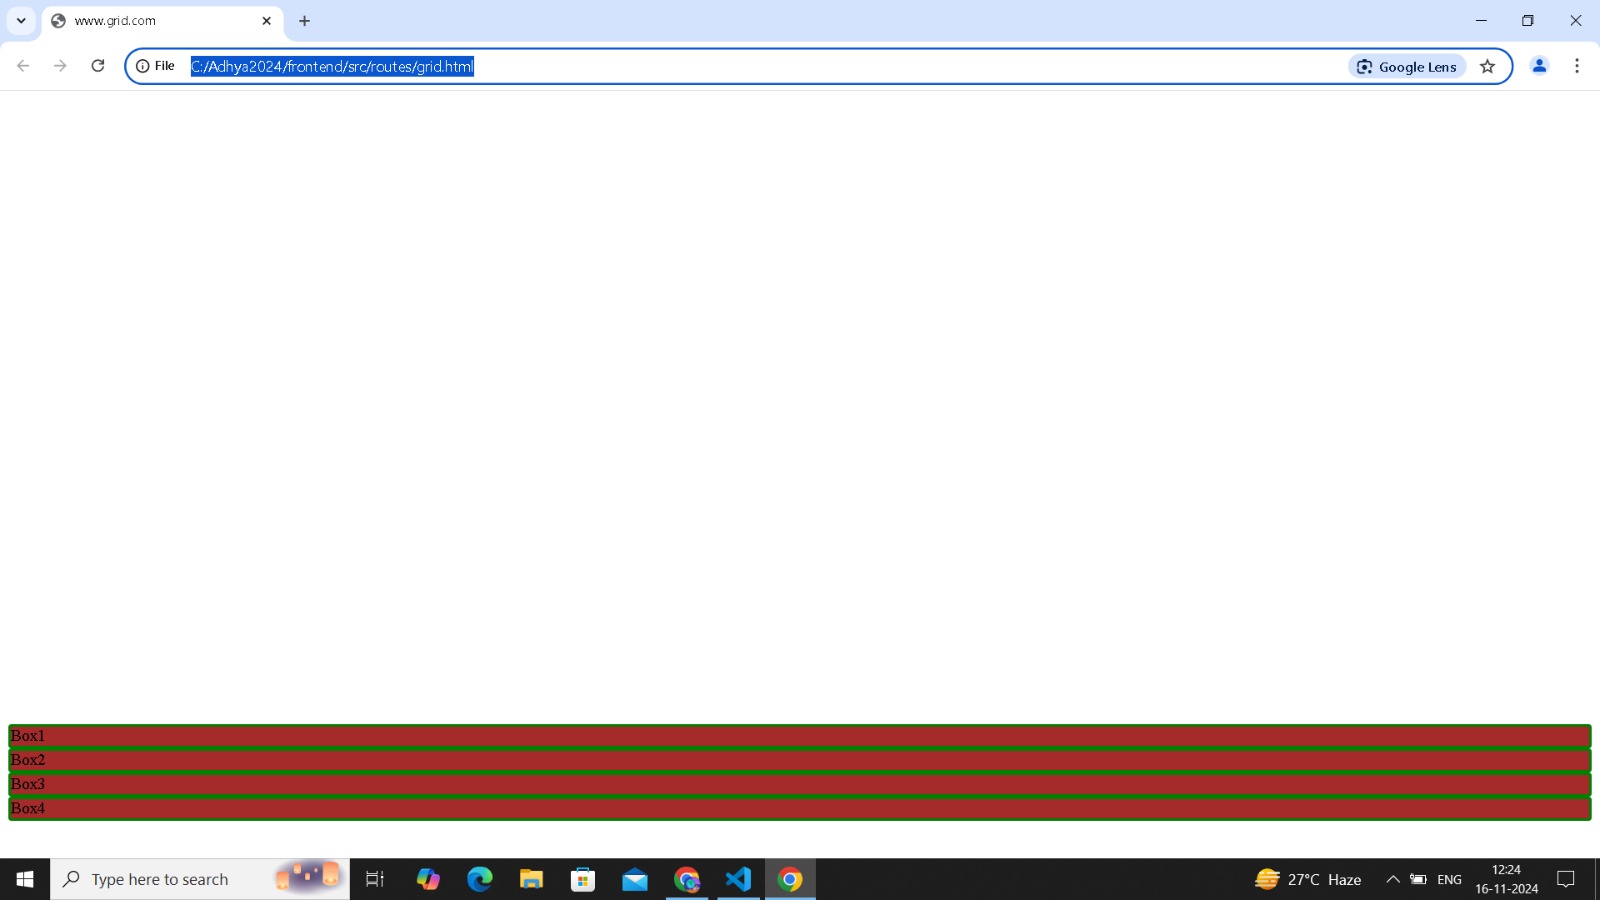 www.grid.com
File C:/Adhya2024/frontend/src/routes/grid.html Google Lens
Box1
Box2
Box3
Box4
Type here to search 27°C Haze ENG 12:24
16-11-2024